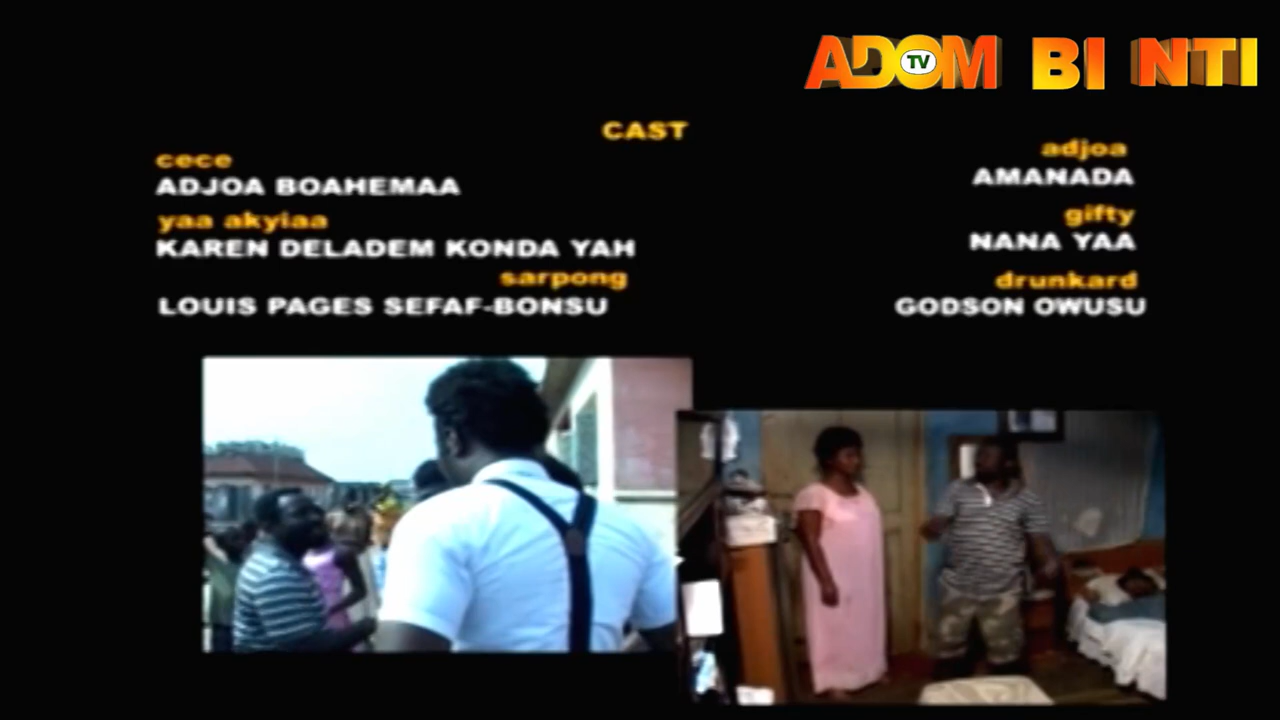 ADOM TV BI NTI
CAST
cece
ADJOA BOAHEMAA
yaa akyiaa
KAREN DELADEM KONDA YAH
sarpong
LOUIS PAGES SEFAF-BONSU
adjoa
AMANADA
gifty
NANA YAA
drunkard
GODSON OWUSU